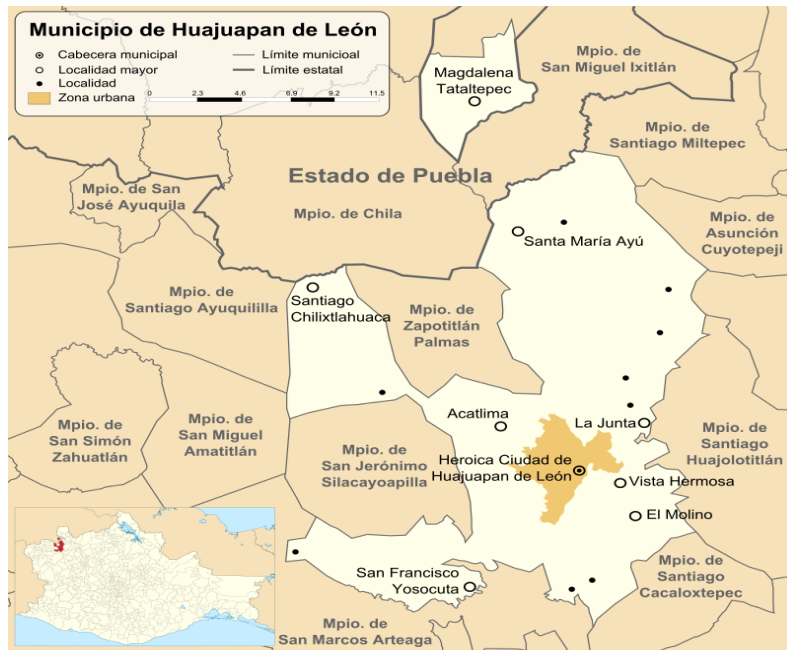 Municipio de Huajuapan de León
Cabecera municipal
Localidad mayor
Localidad
Zona urbana
Límite municioal
Límite estatal
0 2.3 4.6 6.9 9.2 11.5
Magdalena
Tataltepec
Mpio. de
San Miguel Ixitlán
Mpio. de
Santiago Miltepec
Estado de Puebla
Mpio. de Chila
Mpio. de San
José Ayuquila
Mpio. de
Asunción
Cuyotepeji
Santa María Ayú
Mpio. de
Santiago Ayuquililla
Santiago
Chilixtlahuaca
Mpio. de
Zapotitlán
Palmas
Mpio. de
San Simón
Zahuatlán
Mpio. de
San Miguel
Amatitlán
Acatlima
La Junta
Mpio. de
Santiago
Huajolotitlán
Mpio. de
San Jerónimo
Silacayoapilla
Heroica Ciudad de
Huajuapan de León
Vista Hermosa
El Molino
San Francisco
Yosocuta
Mpio. de
Santiago
Cacaloxtepec
Mpio. de
San Marcos Arteaga